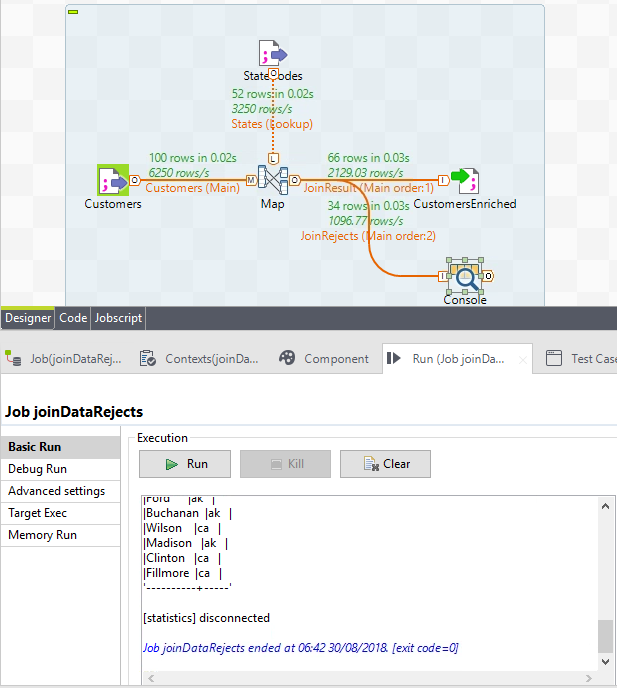 StateCodes
52 rows in 0.02s
3250 rows/s
States (Lookup)
100 rows in 0.02s
6250 rows/s
Customers (Main)
66 rows in 0.03s
2129.03 rows/s
JoinResult (Main order:1)
34 rows in 0.03s
1096.77 rows/s
JoinRejects (Main order:2)
Customers
Map
CustomersEnriched
Console
O
L
O
M
O
I
I
O
Designer
Code
Jobscript
Job(joinDataRej...
Contexts(joinDa...
Component
Run (Job joinDa...
Test Case
Job joinDataRejects
Basic Run
Debug Run
Advanced settings
Target Exec
Memory Run
Execution
Run
Kill
Clear
|Ford |ak |
|Buchanan |ak |
|Wilson |ca |
|Madison |ak |
|Clinton |ca |
|Fillmore |ca |
'----------+-----'
[statistics] disconnected
Job joinDataRejects ended at 06:42 30/08/2018. [exit code=0]